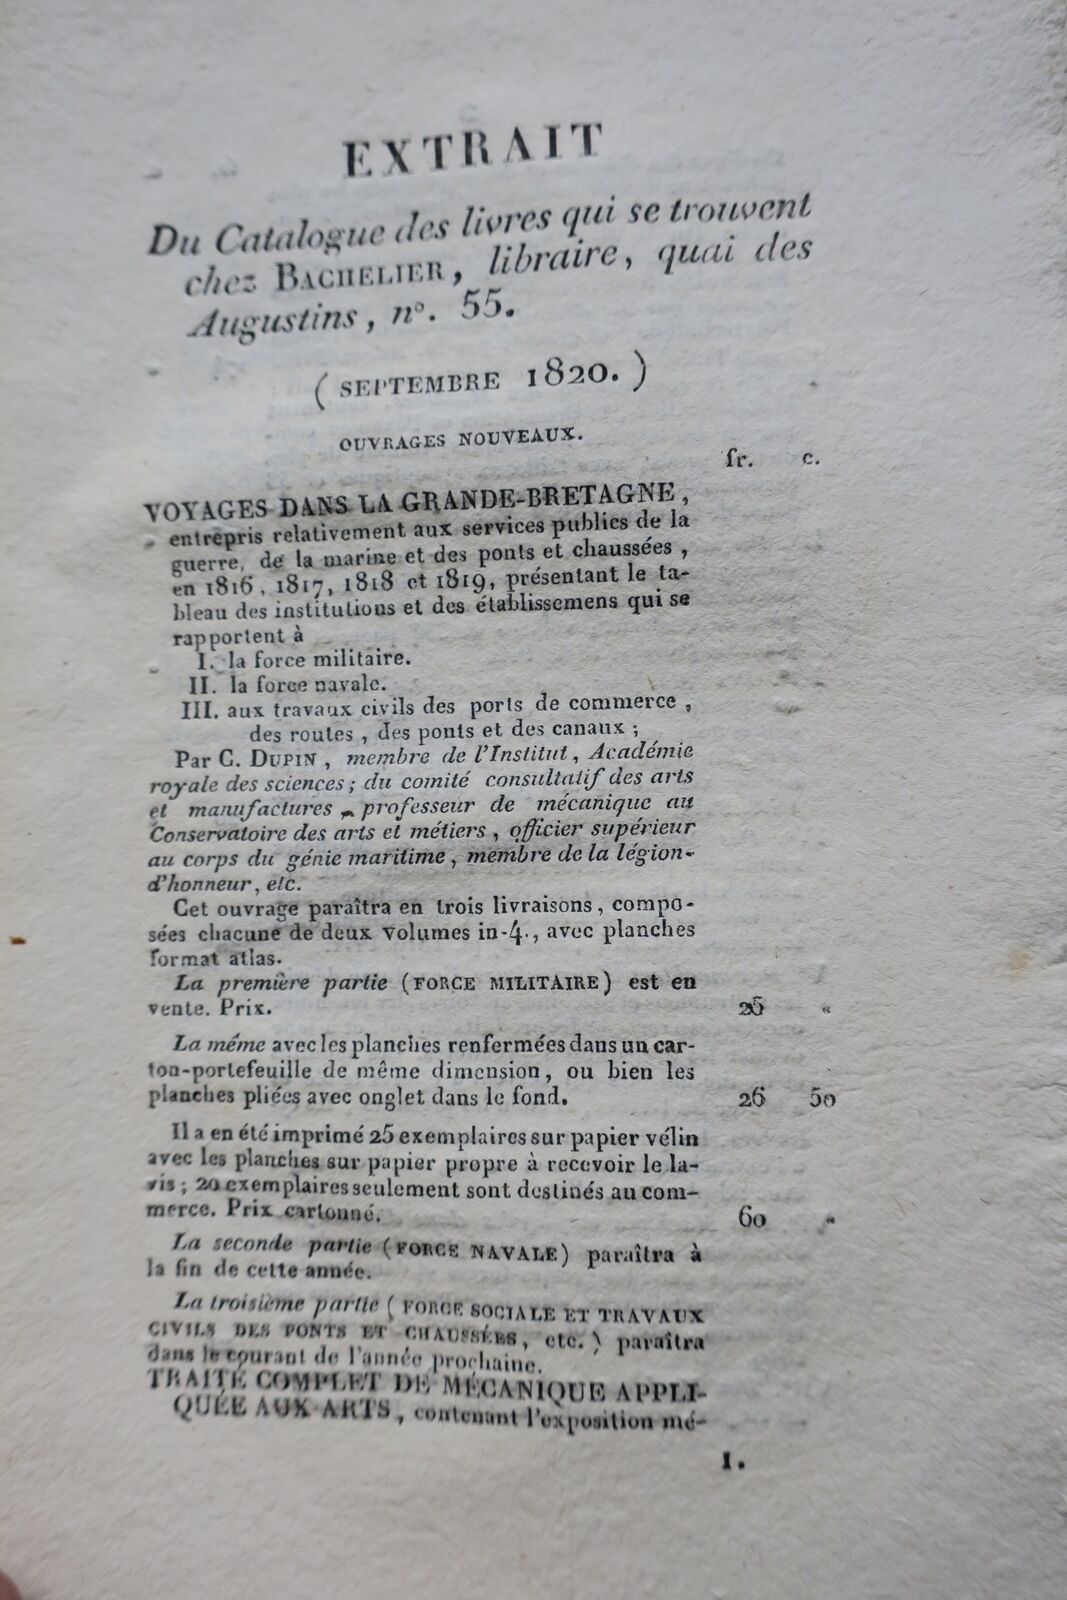 EXTRAIT
Du Catalogue des livres qui se trouvent
chez BACHELIER, libraire, quai des
Augustins, n°. 55.
( SEPTEMBRE 1820. )
OUVRAGES NOUVEAUX.
fr. c.
VOYAGES DANS LA GRANDE-BRETAGNE,
entrepris relativement aux services publics de la
guerre, de la marine et des ponts et chaussées,
en 1816, 1817, 1818 et 1819, présentant le ta-
bleau des institutions et des établissemens qui se
rapportent à
I. la force militaire.
II. la force navale.
III. aux travaux civils des ports de commerce,
des routes, des ponts et des canaux;
Par C. DUPIN, membre de l'Institut, Académie
royale des sciences; du comité consultatif des arts
et manufactures, professeur de mécanique au
Conservatoire des arts et métiers, officier supérieur
au corps du génie maritime, membre de la légion-
d'honneur, etc.
Cet ouvrage paraîtra en trois livraisons, compo-
sées chacune de deux volumes in-4., avec planches
format atlas.
La première partie (FORCE MILITAIRE) est en
vente. Prix. 25 «
La même avec les planches renfermées dans un car-
ton-portefeuille de même dimension, ou bien les
planches pliées avec onglet dans le fond. 26 50
Il a en été imprimé 25 exemplaires sur papier vélin
avec les planches sur papier propre à recevoir le la-
vis; 20 exemplaires seulement sont destinés au com-
merce. Prix cartonné. 60 «
La seconde partie (FORCE NAVALE) paraîtra à
la fin de cette année.
La troisième partie (FORCE SOCIALE ET TRAVAUX
CIVILS DES PONTS ET CHAUSSÉES, etc.) paraîtra
dans le courant de l'année prochaine.
TRAITÉ COMPLET DE MÉCANIQUE APPLI-
QUÉE AUX ARTS, contenant l'exposition mé-
1.